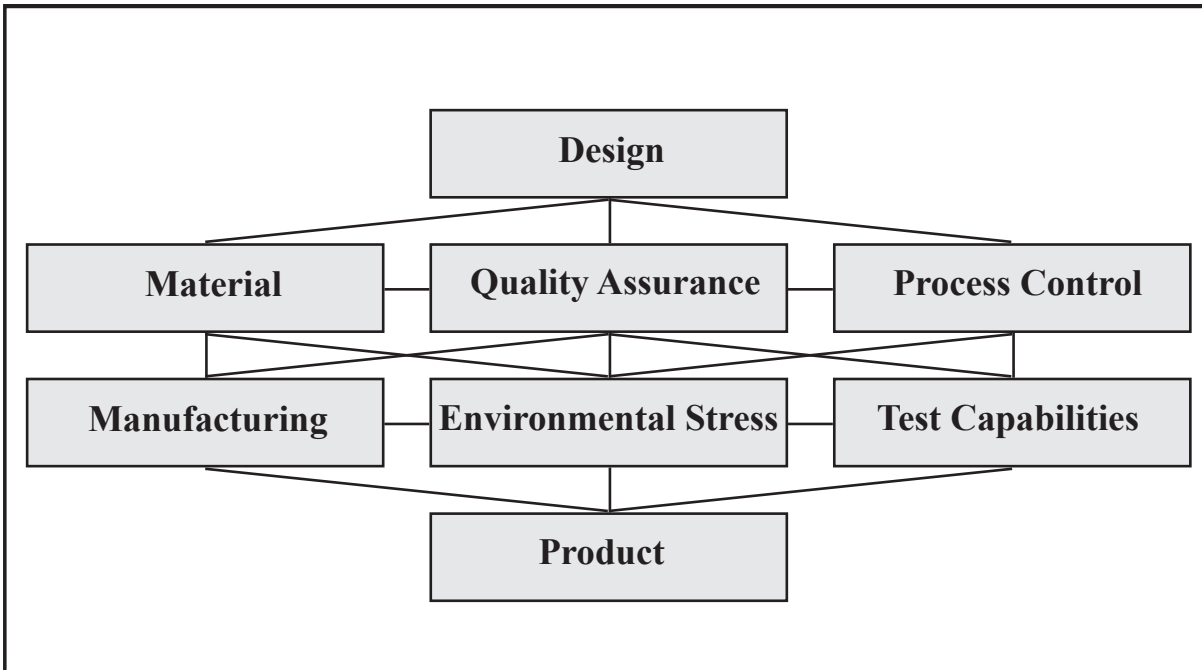 Design
Material
Quality Assurance
Process Control
Manufacturing
Environmental Stress
Test Capabilities
Product